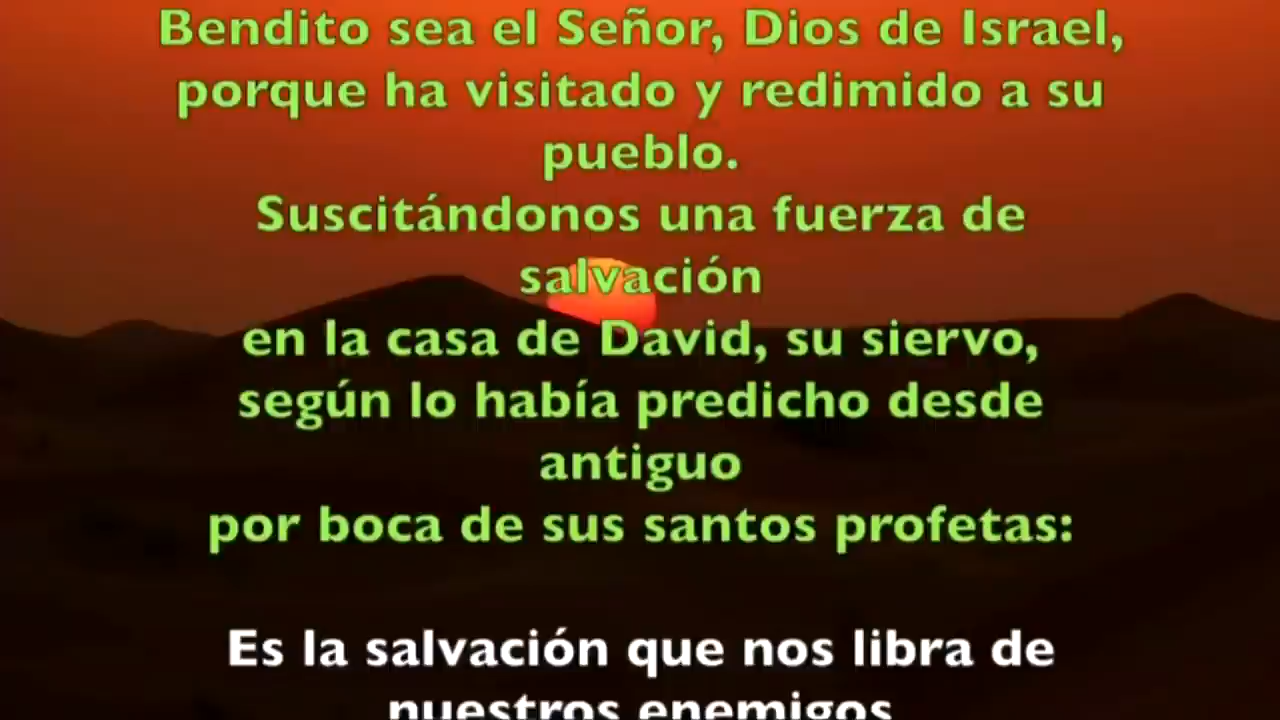 Bendito sea el Señor, Dios de Israel,
porque ha visitado y redimido a su
pueblo.
Suscitándonos una fuerza de
salvación
en la casa de David, su siervo,
según lo había predicho desde
antiguo
por boca de sus santos profetas:
Es la salvación que nos libra de
nuestros enemigos